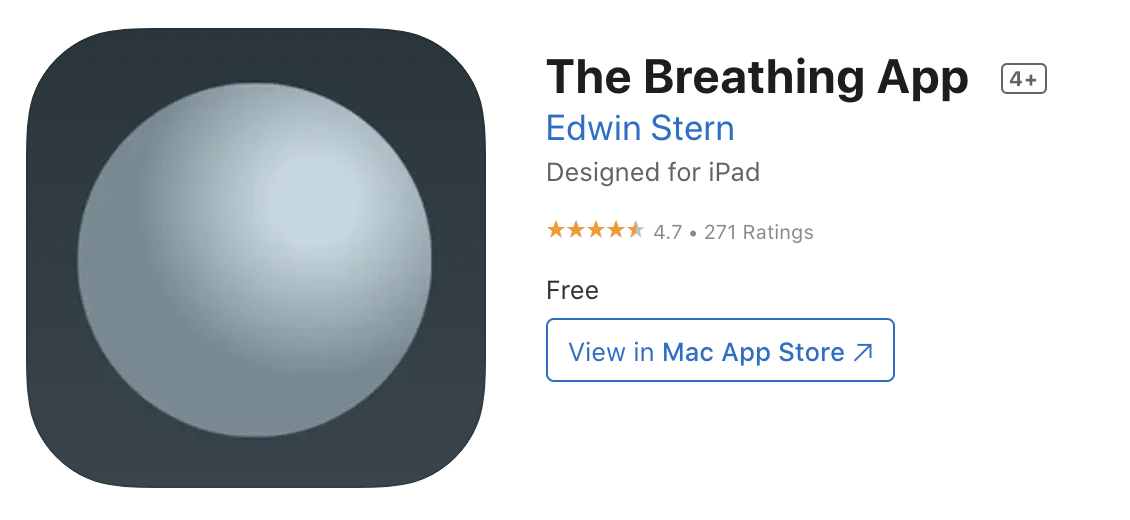 The Breathing App 4+
Edwin Stern
Designed for iPad
4.7 • 271 Ratings
Free
View in Mac App Store ↗